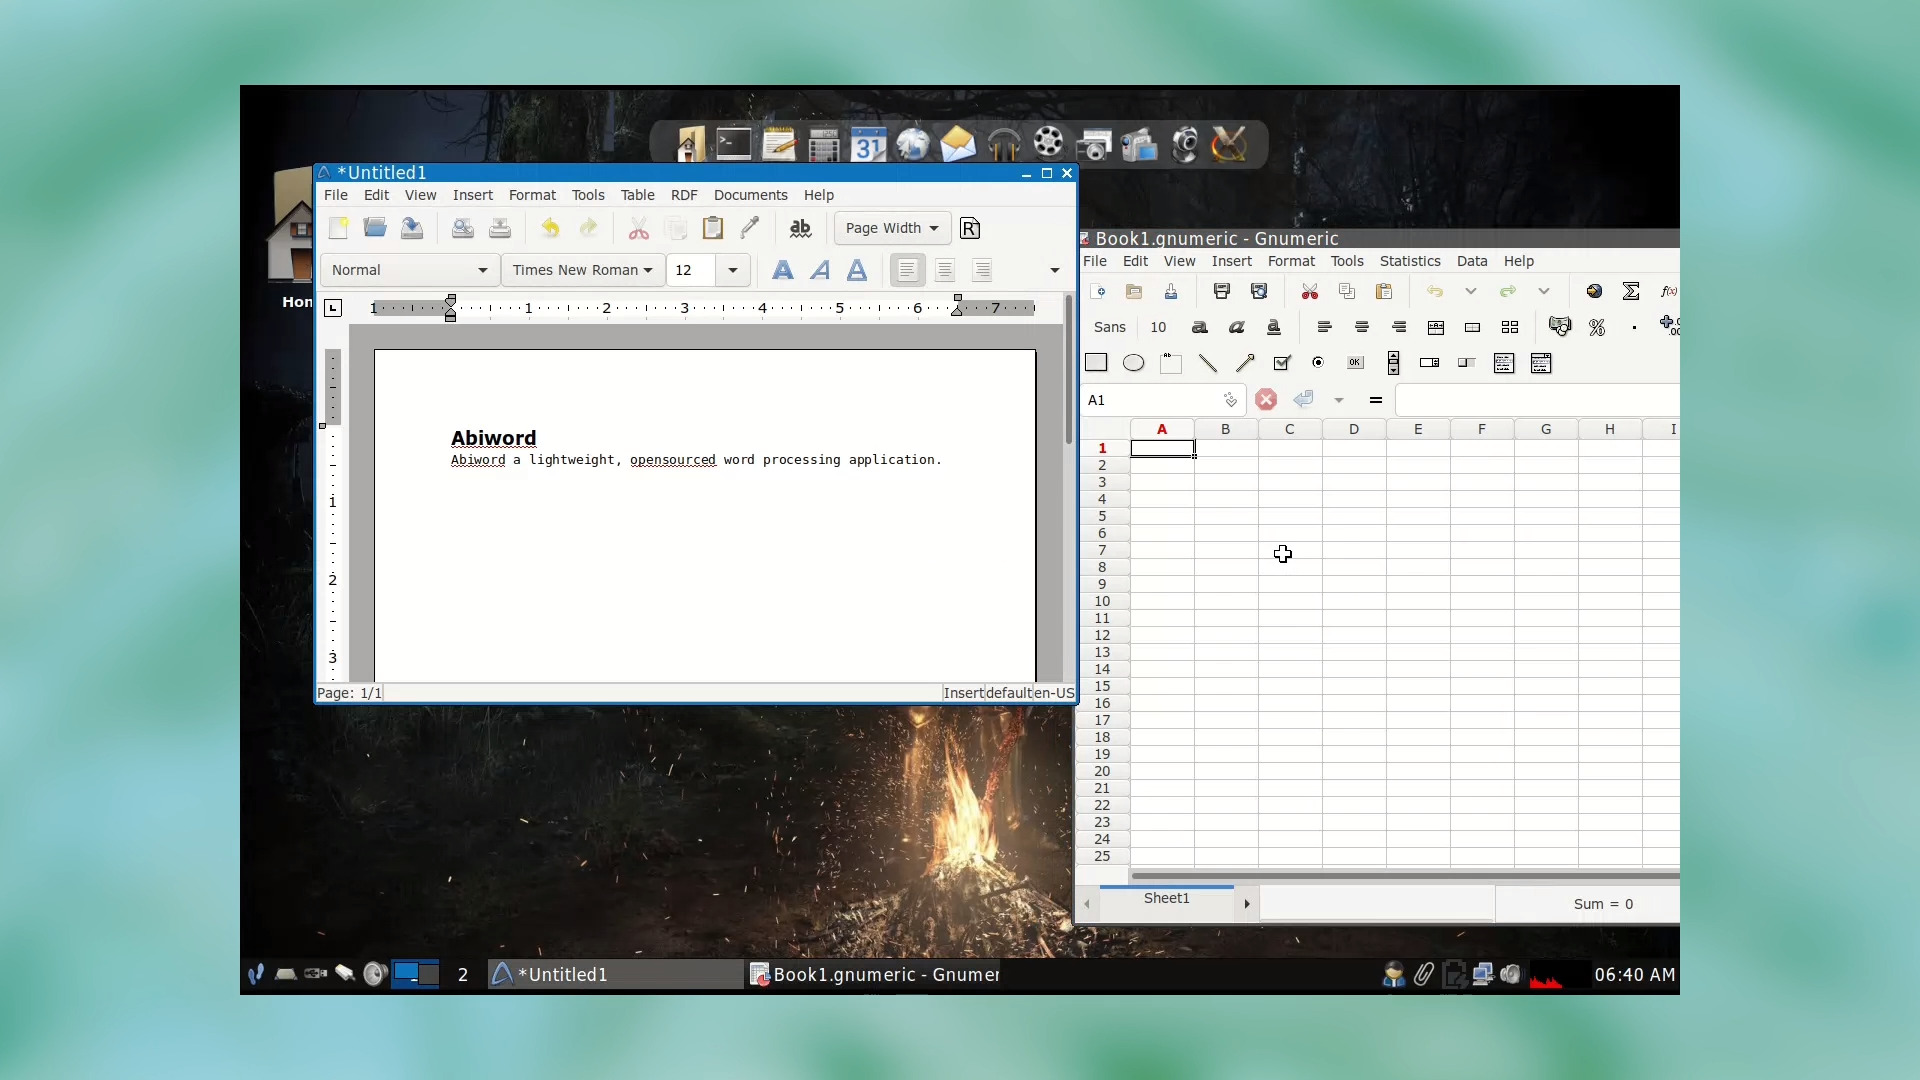 31
*Untitled1
File Edit View Insert Format Tools Table RDF Documents Help
ab Page Width R
Normal Times New Roman 12 A A A
1 1 2 3 4 5 6 7
Abiword
Abiword a lightweight, opensourced word processing application.
1
2
3
Page: 1/1 Insert default en-US
Hon
Book1.gnumeric - Gnumeric
File Edit View Insert Format Tools Statistics Data Help
Σ f(x)
Sans 10 a a a % .00
OK
A1 =
A B C D E F G H I
1
2
3
4
5
6
7
8
9
10
11
12
13
14
15
16
17
18
19
20
21
22
23
24
25
Sheet1 Sum = 0
2 *Untitled1 Book1.gnumeric - Gnumer 06:40 AM